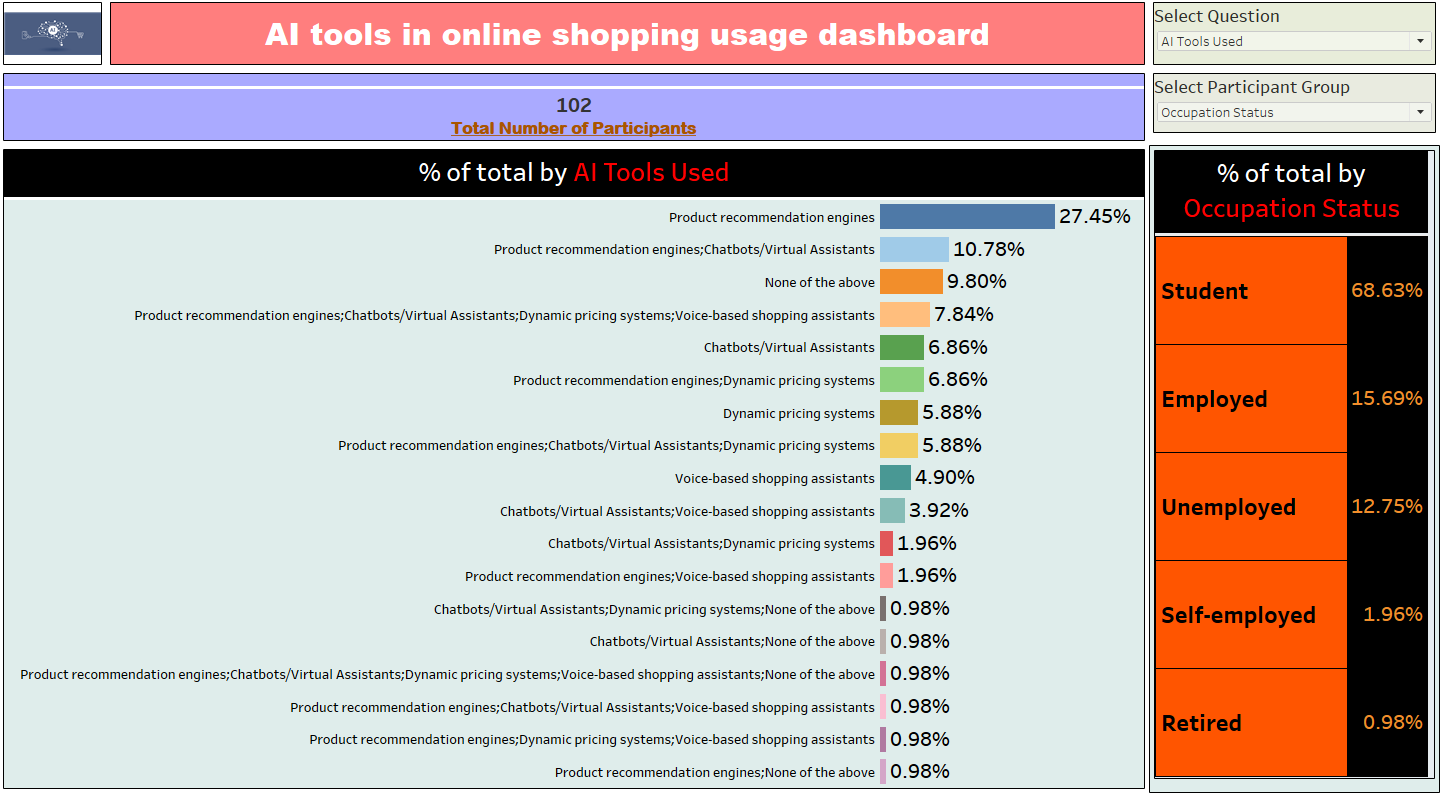 AI
AI tools in online shopping usage dashboard
Select Question
AI Tools Used
102
Total Number of Participants
Select Participant Group
Occupation Status
% of total by AI Tools Used
Product recommendation engines 27.45%
Product recommendation engines;Chatbots/Virtual Assistants 10.78%
None of the above 9.80%
Product recommendation engines;Chatbots/Virtual Assistants;Dynamic pricing systems;Voice-based shopping assistants 7.84%
Chatbots/Virtual Assistants 6.86%
Product recommendation engines;Dynamic pricing systems 6.86%
Dynamic pricing systems 5.88%
Product recommendation engines;Chatbots/Virtual Assistants;Dynamic pricing systems 5.88%
Voice-based shopping assistants 4.90%
Chatbots/Virtual Assistants;Voice-based shopping assistants 3.92%
Chatbots/Virtual Assistants;Dynamic pricing systems 1.96%
Product recommendation engines;Voice-based shopping assistants 1.96%
Chatbots/Virtual Assistants;Dynamic pricing systems;None of the above 0.98%
Chatbots/Virtual Assistants;None of the above 0.98%
Product recommendation engines;Chatbots/Virtual Assistants;Dynamic pricing systems;Voice-based shopping assistants;None of the above 0.98%
Product recommendation engines;Chatbots/Virtual Assistants;Voice-based shopping assistants 0.98%
Product recommendation engines;Dynamic pricing systems;Voice-based shopping assistants 0.98%
Product recommendation engines;None of the above 0.98%
% of total by
Occupation Status
Student 68.63%
Employed 15.69%
Unemployed 12.75%
Self-employed 1.96%
Retired 0.98%